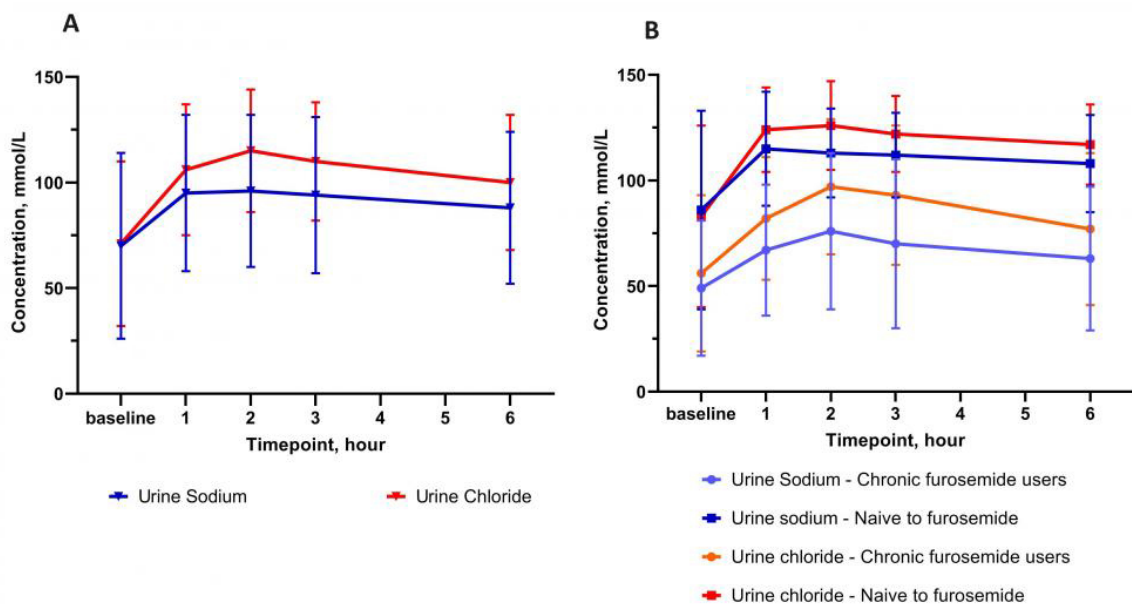 A
Concentration, mmol/L
150
100
50
0
baseline 1 2 3 4 5 6
Timepoint, hour
Urine Sodium Urine Chloride
B
Concentration, mmol/L
150
100
50
0
baseline 1 2 3 4 5 6
Timepoint, hour
Urine Sodium - Chronic furosemide users
Urine sodium - Naive to furosemide
Urine chloride - Chronic furosemide users
Urine chloride - Naive to furosemide